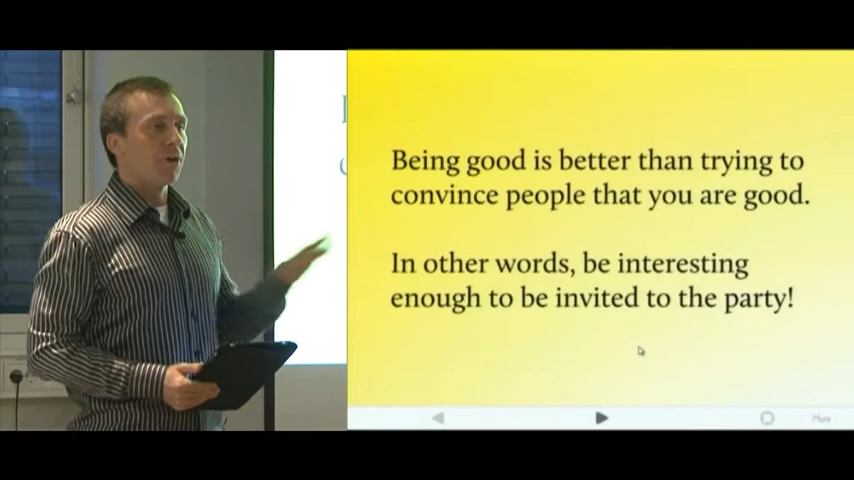 Being good is better than trying to
convince people that you are good.
In other words, be interesting
enough to be invited to the party!
More